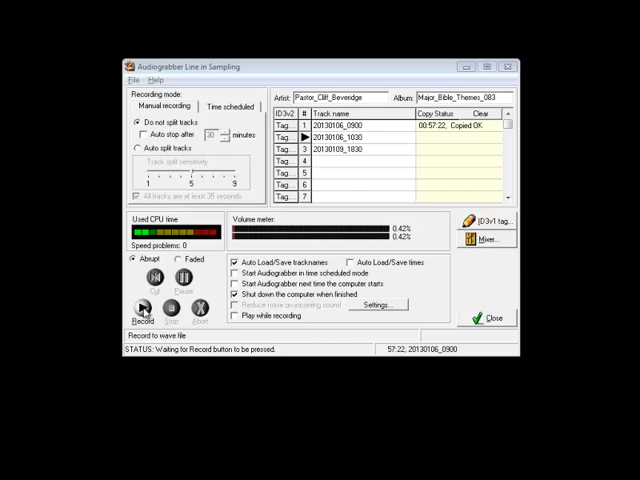 Audiograbber Line in Sampling
File Help
Recording mode:
Manual recording Time scheduled
Do not split tracks
Auto stop after 30 minutes
Auto split tracks
Track split sensitivity
1 5 9
All tracks are at least 35 seconds
Artist: Pastor_Cliff_Beveridge Album: Major_Bible_Themes_083
ID3v2 # Track name Copy Status Clear
Tag... 1 20130106_0900 00:57:22, Copied OK
Tag... 20130106_1030
Tag... 3 20130109_1830
Tag... 4
Tag... 5
Tag... 6
Tag... 7
Used CPU time
Speed problems: 0
Volume meter:
0.42%
0.42%
ID3v1 tag...
Mixer...
Abrupt Faded
Cgt Pause
Record Stop Abort
Auto Load/Save tracknames Auto Load/Save times
Start Audiograbber in time scheduled mode
Start Audiograbber next time the computer starts
Shut down the computer when finished
Reduce noise on incoming sound Settings...
Play while recording
Close
Record to wave file
STATUS: Waiting for Record button to be pressed. 57:22, 20130106_0900